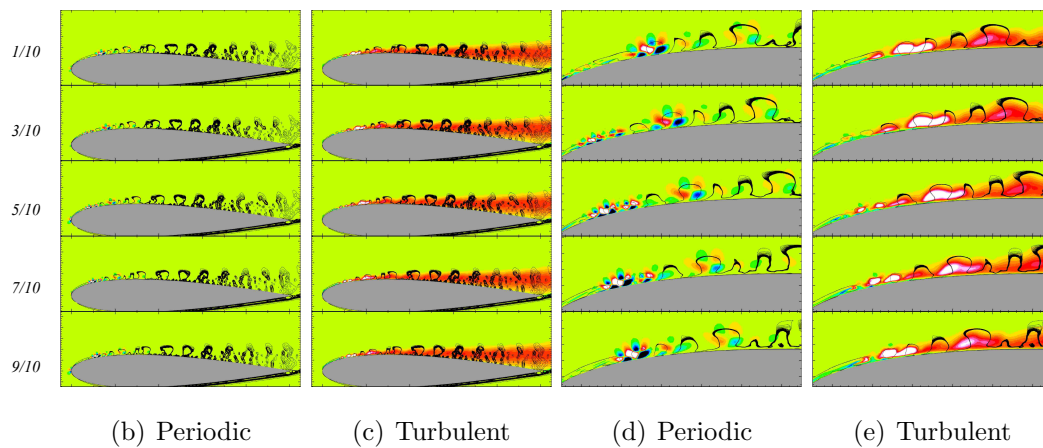 1/10
3/10
5/10
7/10
9/10
(b) Periodic
(c) Turbulent
(d) Periodic
(e) Turbulent